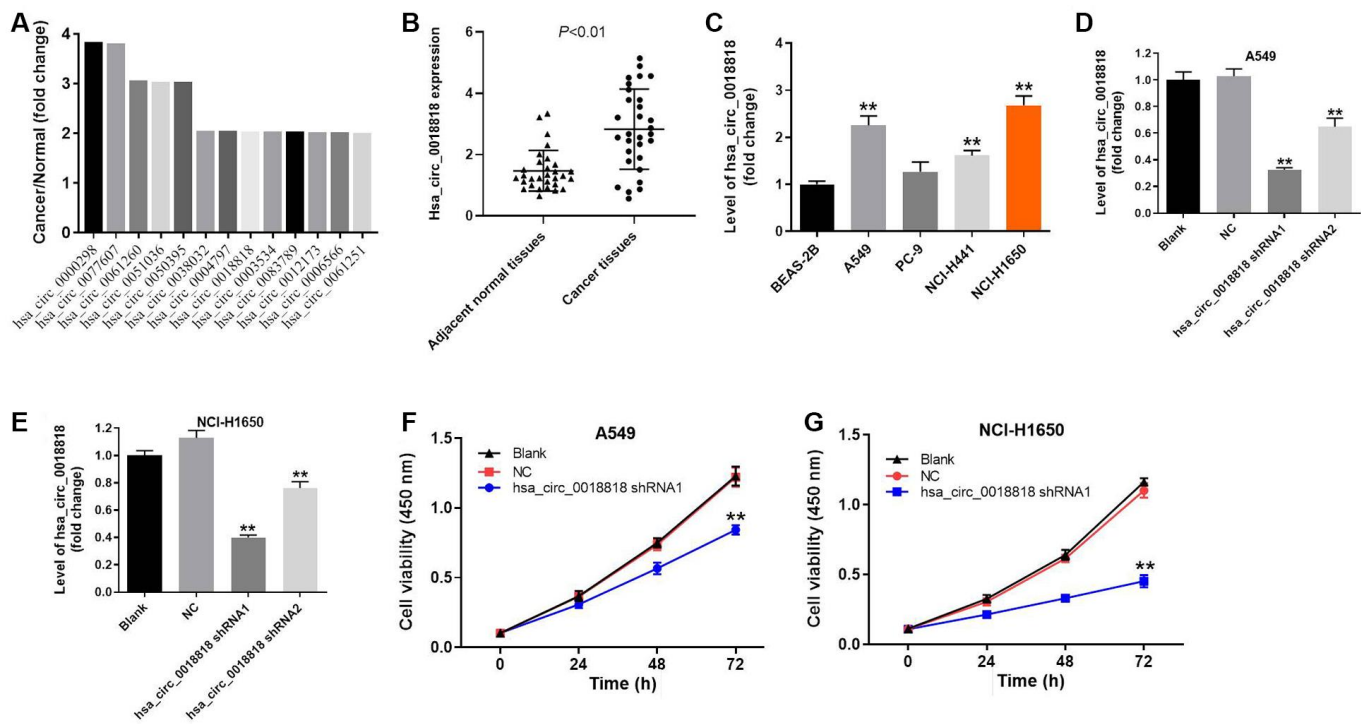 A
Cancer/Normal (fold change)
4
3
2
1
0
hsa_circ_0000298
hsa_circ_0077607
hsa_circ_0061260
hsa_circ_0051036
hsa_circ_0050395
hsa_circ_0038032
hsa_circ_0004797
hsa_circ_0018818
hsa_circ_0003534
hsa_circ_0083789
hsa_circ_0012173
hsa_circ_0006566
hsa_circ_0061251
B
Hsa_circ_0018818 expression
P<0.01
6
4
2
0
Adjacent normal tissues
Cancer tissues
C
Level of hsa_circ_0018818
(fold change)
4
3
2
1
0
**
**
**
BEAS-2B
A549
PC-9
NCI-H441
NCI-H1650
D
A549
Level of hsa_circ_0018818
(fold change)
1.2
1.0
0.8
0.6
0.4
0.2
0.0
**
**
Blank
NC
hsa_circ_0018818 shRNA1
hsa_circ_0018818 shRNA2
E
NCI-H1650
Level of hsa_circ_0018818
(fold change)
1.2
1.0
0.8
0.6
0.4
0.2
0.0
**
**
Blank
NC
hsa_circ_0018818 shRNA1
hsa_circ_0018818 shRNA2
F
A549
Cell viability (450 nm)
1.5
1.0
0.5
0.0
Blank
NC
hsa_circ_0018818 shRNA1
**
0
24
48
72
Time (h)
G
NCI-H1650
Cell viability (450 nm)
1.5
1.0
0.5
0.0
Blank
NC
hsa_circ_0018818 shRNA1
**
0
24
48
72
Time (h)